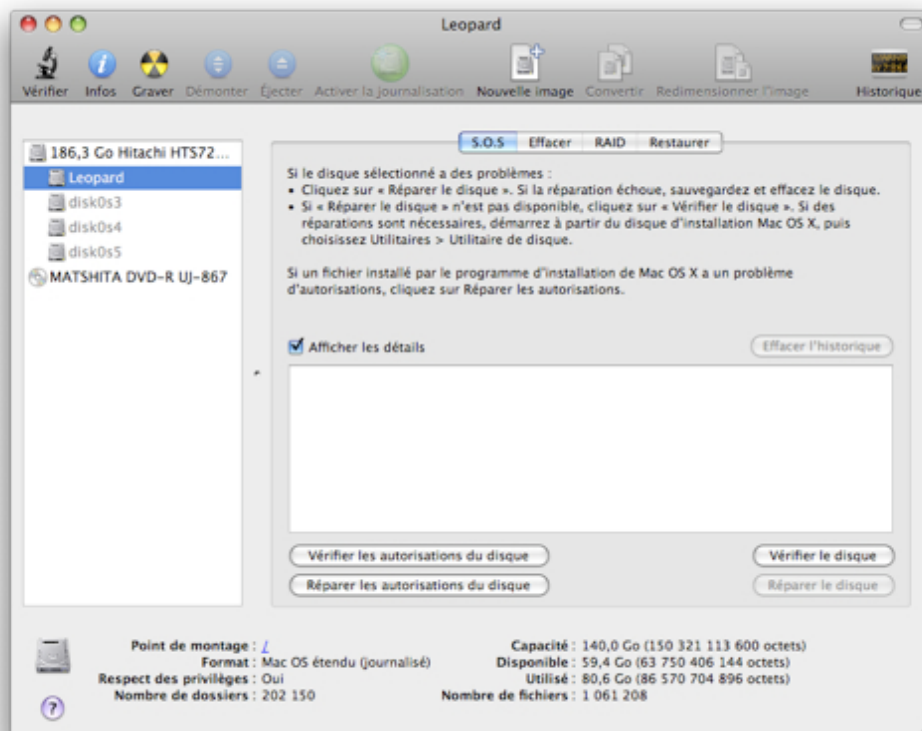 Leopard
Vérifier Infos Graver Démonter Éjecter Activer la journalisation Nouvelle image Convertir Redimensionner l'image Historique
186,3 Go Hitachi HTS72...
Leopard
disk0s3
disk0s4
disk0s5
MATSHITA DVD-R UJ-867
S.O.S Effacer RAID Restaurer
Si le disque sélectionné a des problèmes :
• Cliquez sur « Réparer le disque ». Si la réparation échoue, sauvegardez et effacez le disque.
• Si « Réparer le disque » n'est pas disponible, cliquez sur « Vérifier le disque ». Si des
réparations sont nécessaires, démarrez à partir du disque d'installation Mac OS X, puis
choisissez Utilitaires > Utilitaire de disque.
Si un fichier installé par le programme d'installation de Mac OS X a un problème
d'autorisations, cliquez sur Réparer les autorisations.
Afficher les détails
Effacer l'historique
Vérifier les autorisations du disque
Vérifier le disque
Réparer les autorisations du disque
Réparer le disque
Point de montage : /
Format : Mac OS étendu (journalisé)
Respect des privilèges : Oui
Nombre de dossiers : 202 150
Capacité : 140,0 Go (150 321 113 600 octets)
Disponible : 59,4 Go (63 750 406 144 octets)
Utilisé : 80,6 Go (86 570 704 896 octets)
Nombre de fichiers : 1 061 208
?